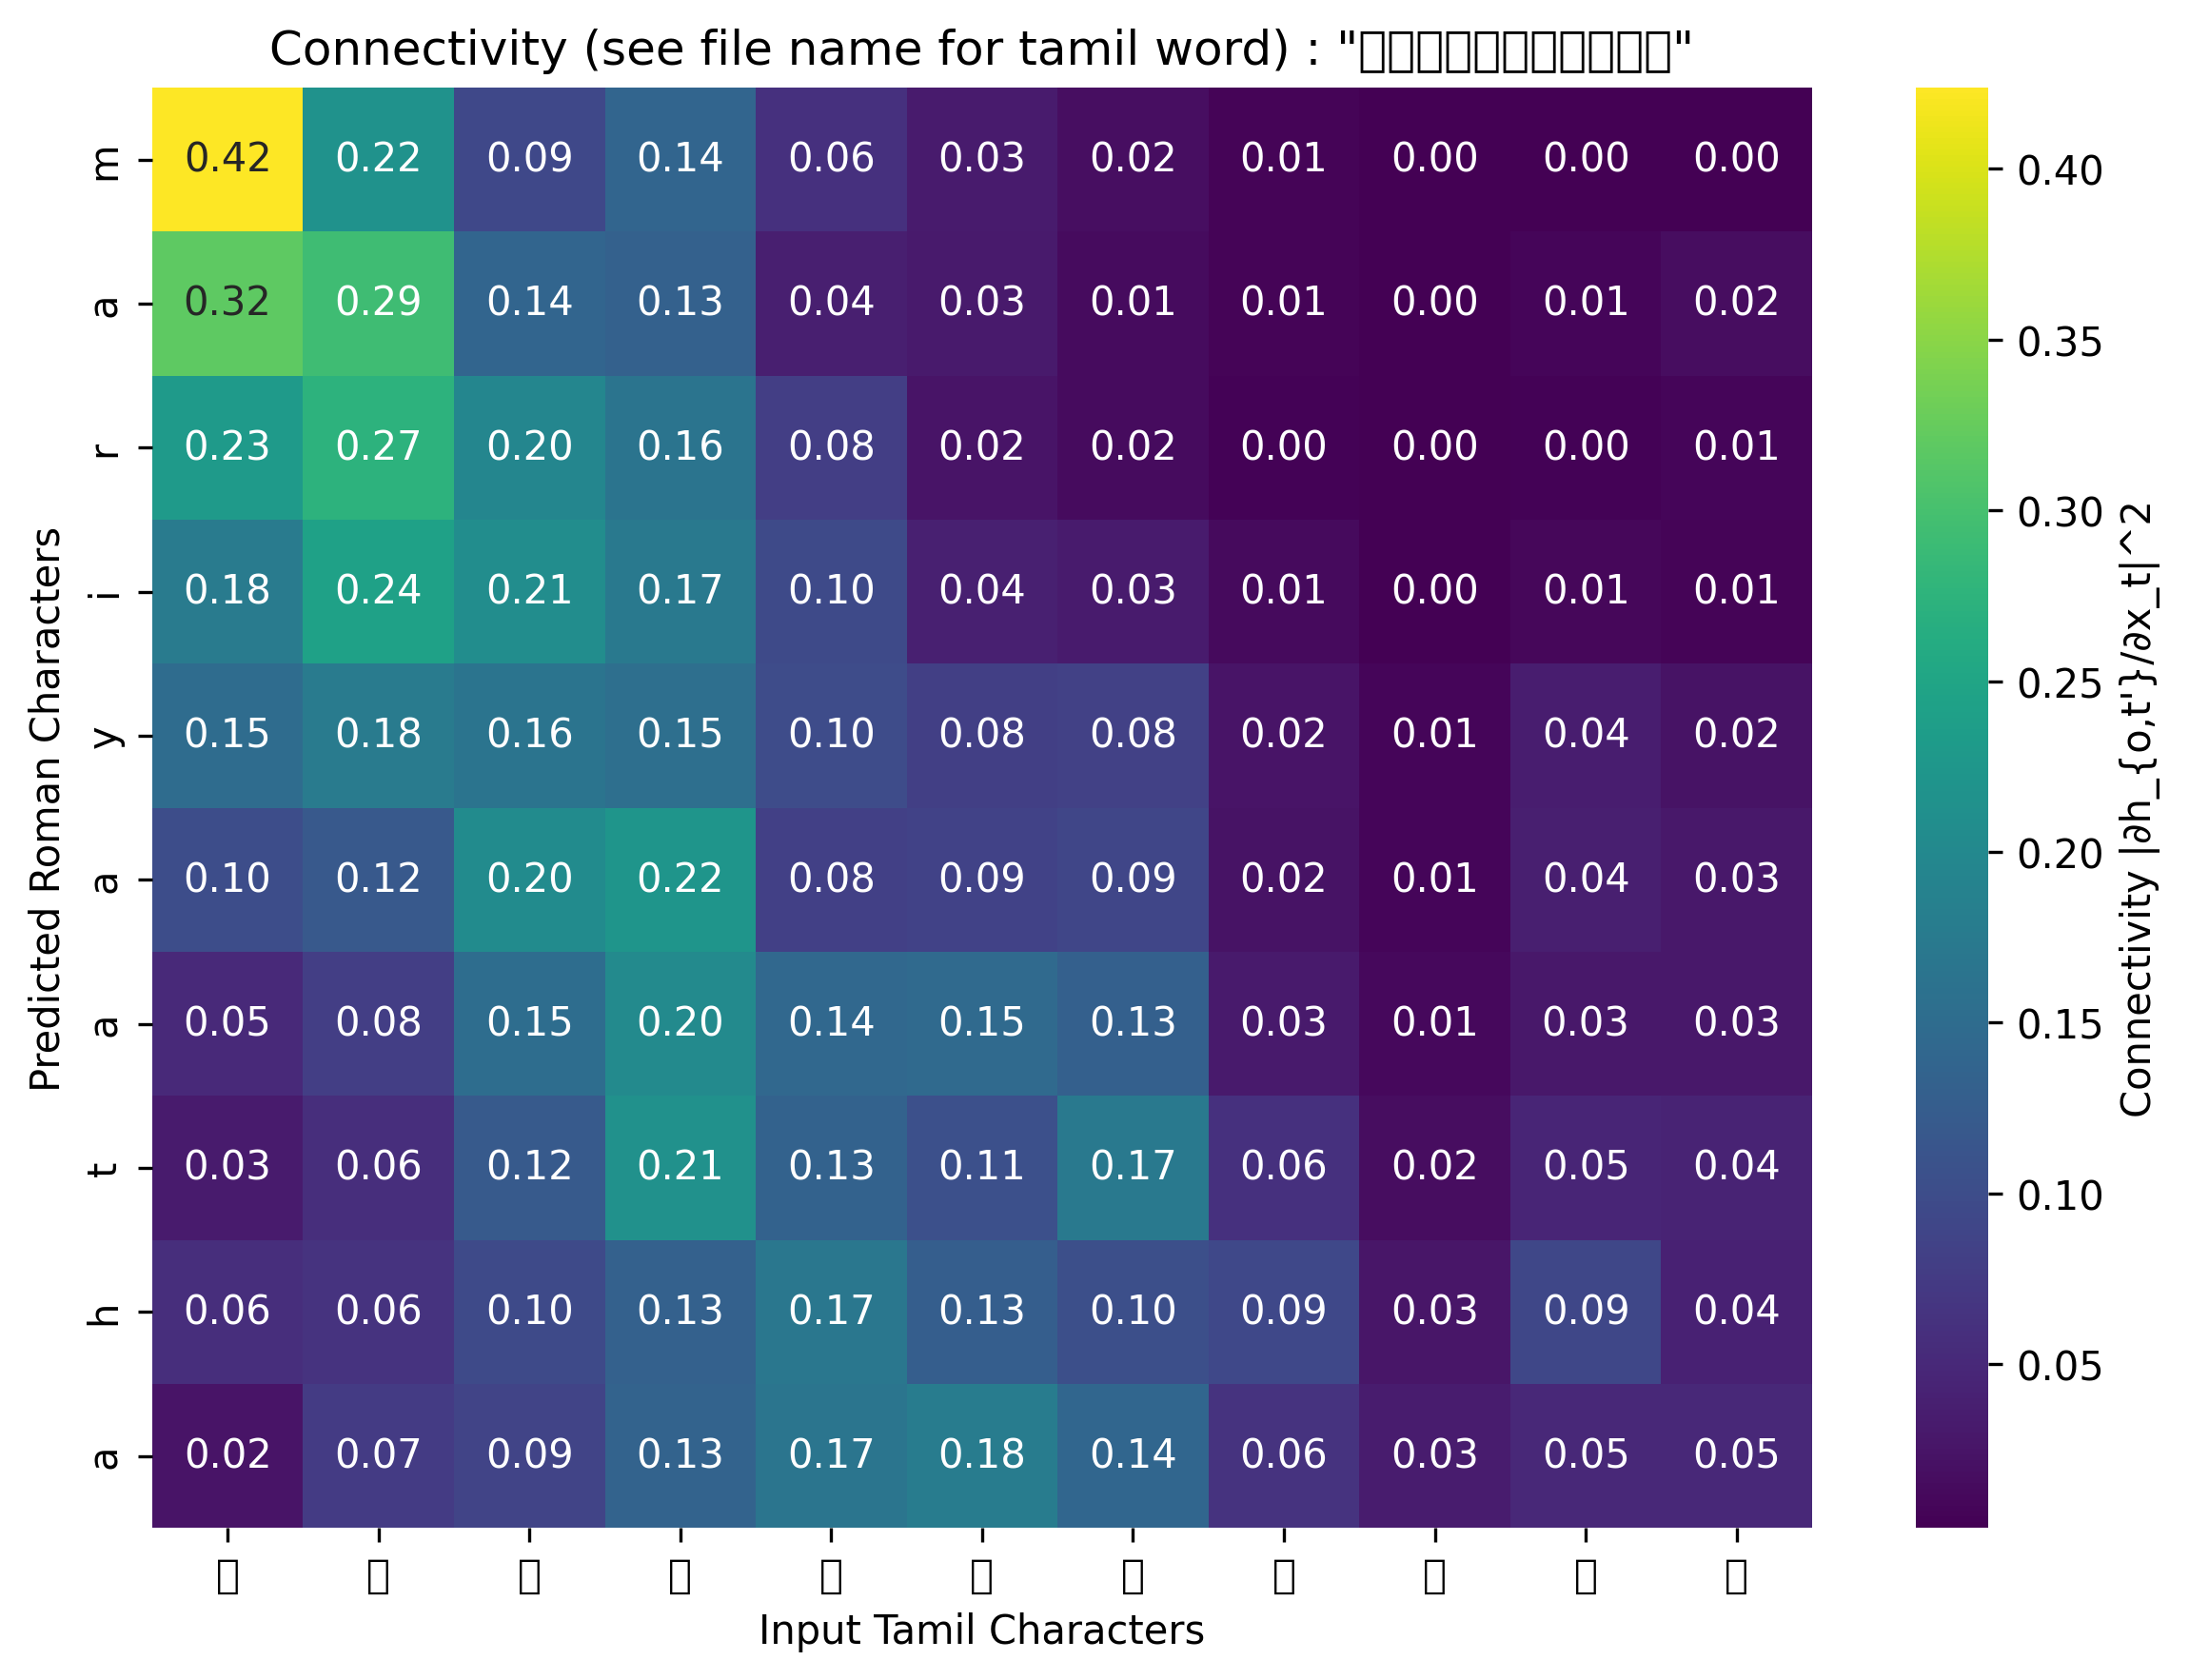 Connectivity (see file name for tamil word) : "▯▯▯▯▯▯▯▯▯▯▯"
m 0.42 0.22 0.09 0.14 0.06 0.03 0.02 0.01 0.00 0.00 0.00
a 0.32 0.29 0.14 0.13 0.04 0.03 0.01 0.01 0.00 0.01 0.02
r 0.23 0.27 0.20 0.16 0.08 0.02 0.02 0.00 0.00 0.00 0.01
i 0.18 0.24 0.21 0.17 0.10 0.04 0.03 0.01 0.00 0.01 0.01
y 0.15 0.18 0.16 0.15 0.10 0.08 0.08 0.02 0.01 0.04 0.02
a 0.10 0.12 0.20 0.22 0.08 0.09 0.09 0.02 0.01 0.04 0.03
a 0.05 0.08 0.15 0.20 0.14 0.15 0.13 0.03 0.01 0.03 0.03
t 0.03 0.06 0.12 0.21 0.13 0.11 0.17 0.06 0.02 0.05 0.04
h 0.06 0.06 0.10 0.13 0.17 0.13 0.10 0.09 0.03 0.09 0.04
a 0.02 0.07 0.09 0.13 0.17 0.18 0.14 0.06 0.03 0.05 0.05
▯ ▯ ▯ ▯ ▯ ▯ ▯ ▯ ▯ ▯ ▯
Input Tamil Characters
Predicted Roman Characters
0.40
0.35
0.30
0.25
0.20
0.15
0.10
0.05
Connectivity |∂h_{o,t'}/∂x_t|^2